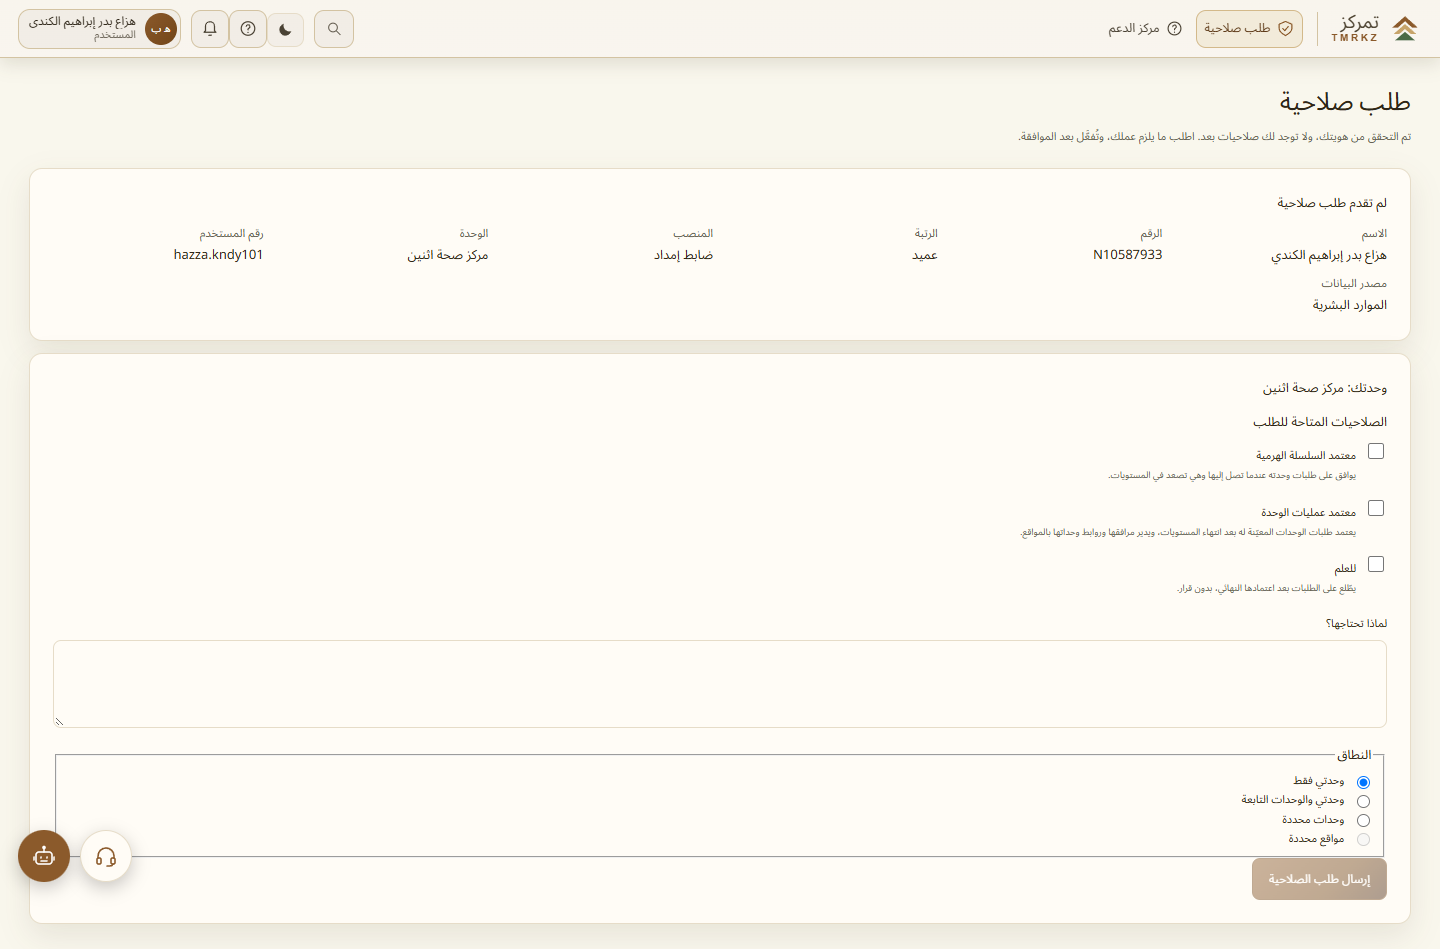 تمركز
TMRKZ
طلب صلاحية
مركز الدعم
هزاع بدر إبراهيم الكندي
المستخدم
ه ب
طلب صلاحية
تم التحقق من هويتك، ولا توجد لك صلاحيات بعد. اطلب ما يلزم عملك، وتُفعَّل بعد الموافقة.
لم تقدم طلب صلاحية
الاسم
هزاع بدر إبراهيم الكندي
الرقم
N10587933
الرتبة
عميد
المنصب
ضابط إمداد
الوحدة
مركز صحة اثنين
رقم المستخدم
hazza.kndy101
مصدر البيانات
الموارد البشرية
وحدتك: مركز صحة اثنين
الصلاحيات المتاحة للطلب
معتمد السلسلة الهرمية
يوافق على طلبات وحدته عندما تصل إليها وهي تصعد في المستويات.
معتمد عمليات الوحدة
يعتمد طلبات الوحدات المعيّنة له بعد انتهاء المستويات، ويدير مرافقها وروابط وحداتها بالمواقع.
للعلم
يطّلع على الطلبات بعد اعتمادها النهائي، بدون قرار.
لماذا تحتاجها؟
النطاق
وحدتي فقط
وحدتي والوحدات التابعة
وحدات محددة
مواقع محددة
إرسال طلب الصلاحية